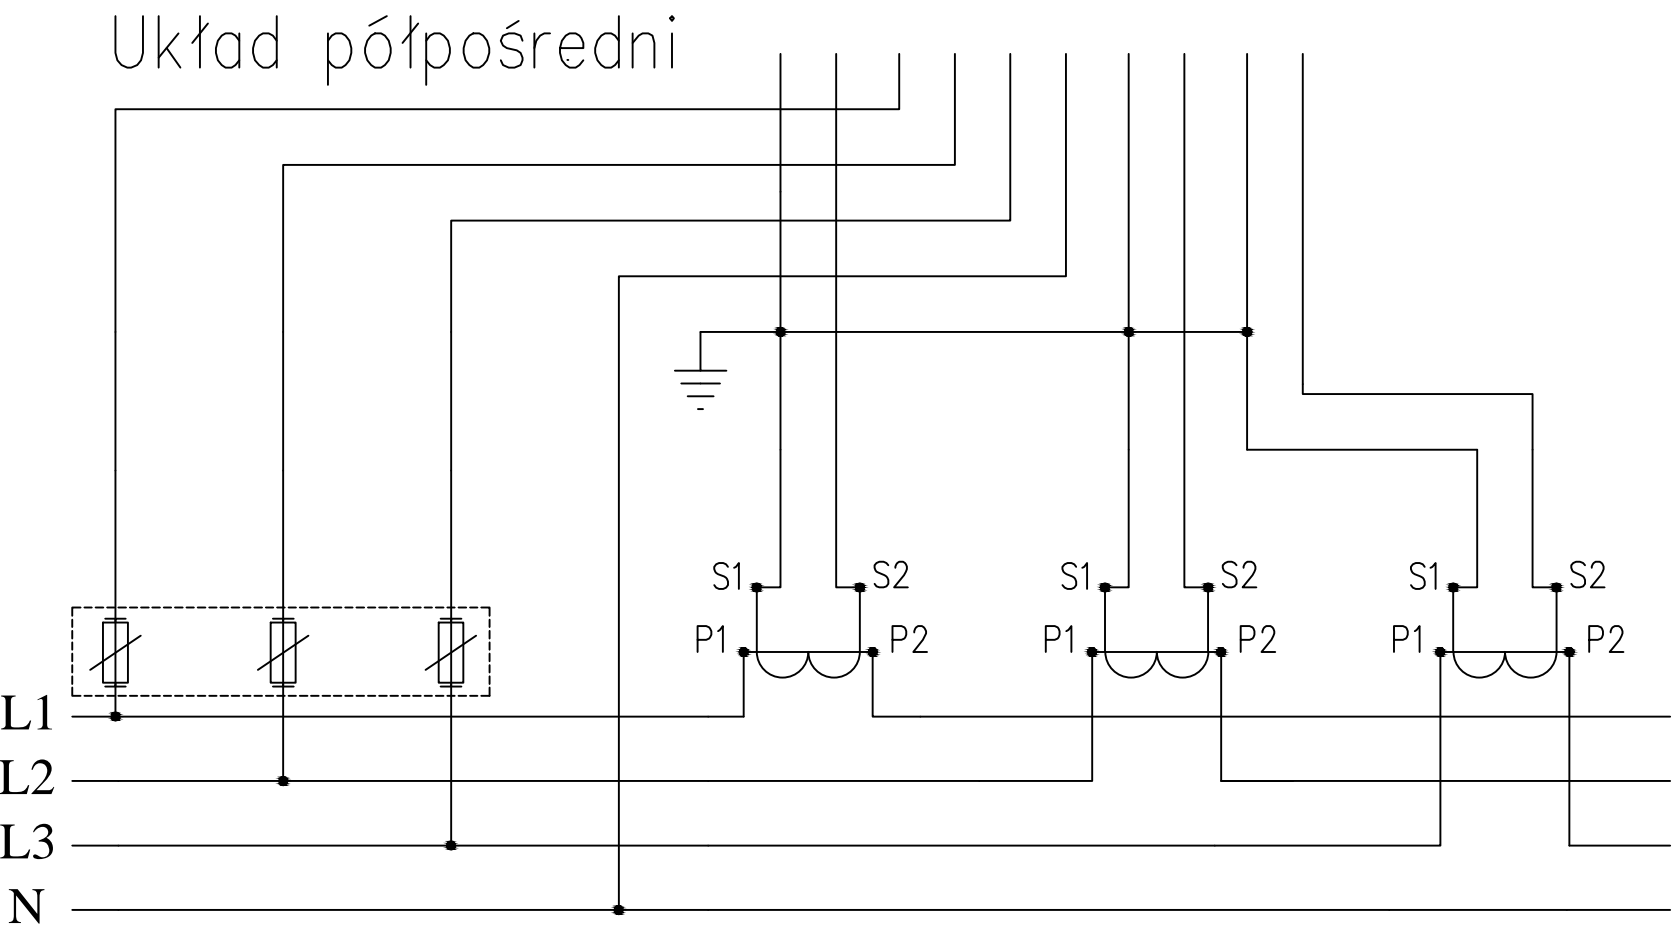 Układ półpośredni
S1 S2 S1 S2 S1 S2
P1 P2 P1 P2 P1 P2
L1
L2
L3
N